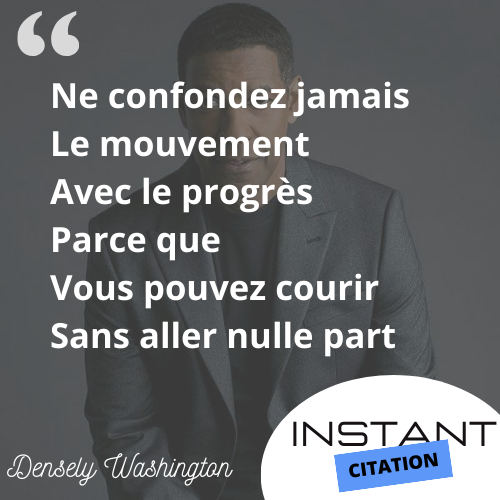 “
Ne confondez jamais
Le mouvement
Avec le progrès
Parce que
Vous pouvez courir
Sans aller nulle part
Densely Washington
INSTANT
CITATION